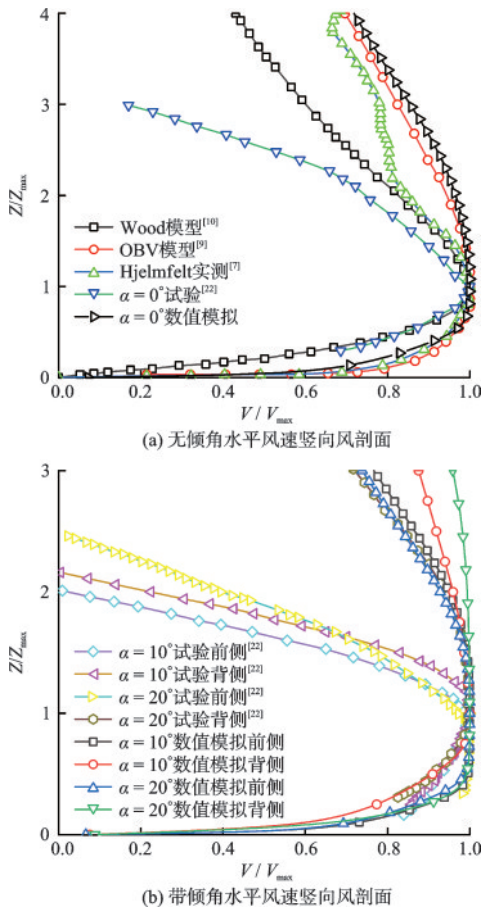 4
3
2
1
0
Z/Zmax
Wood模型[10]
OBV模型[9]
Hjelmfelt实测[7]
α = 0°试验[22]
α = 0°数值模拟
0 0.2 0.4 0.6 0.8 1.0
V / Vmax
(a) 无倾角水平风速竖向风剖面
3
2
1
0
Z/Zmax
α = 10°试验前侧[22]
α = 10°试验背侧[22]
α = 20°试验前侧[22]
α = 20°试验背侧[22]
α = 10°数值模拟前侧
α = 10°数值模拟背侧
α = 20°数值模拟前侧
α = 20°数值模拟背侧
0.0 0.2 0.4 0.6 0.8 1.0
V / Vmax
(b) 带倾角水平风速竖向风剖面